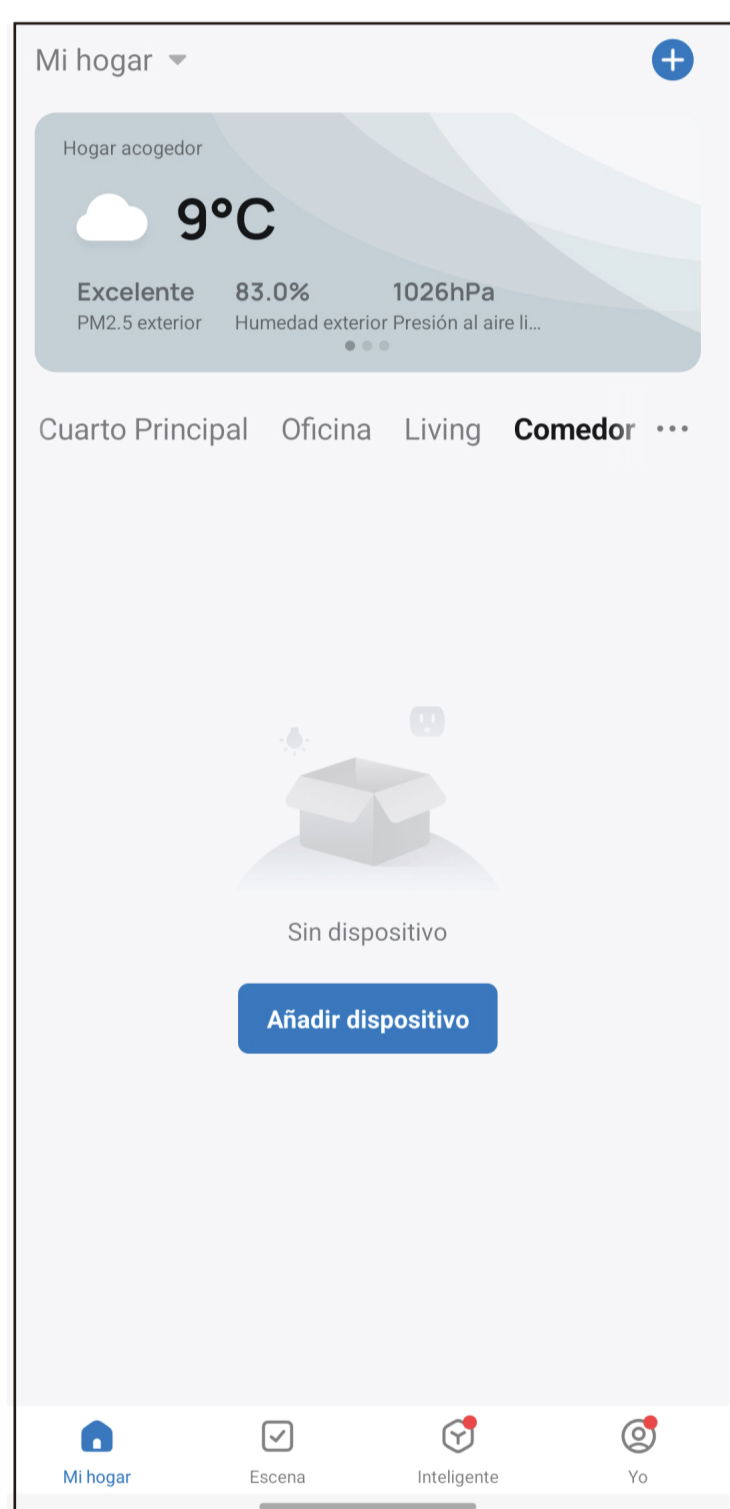 Mi hogar
Hogar acogedor
9°C
Excelente 83.0% 1026hPa
PM2.5 exterior Humedad exterior Presión al aire li...
Cuarto Principal Oficina Living Comedor
Sin dispositivo
Añadir dispositivo
Mi hogar Escena Inteligente Yo